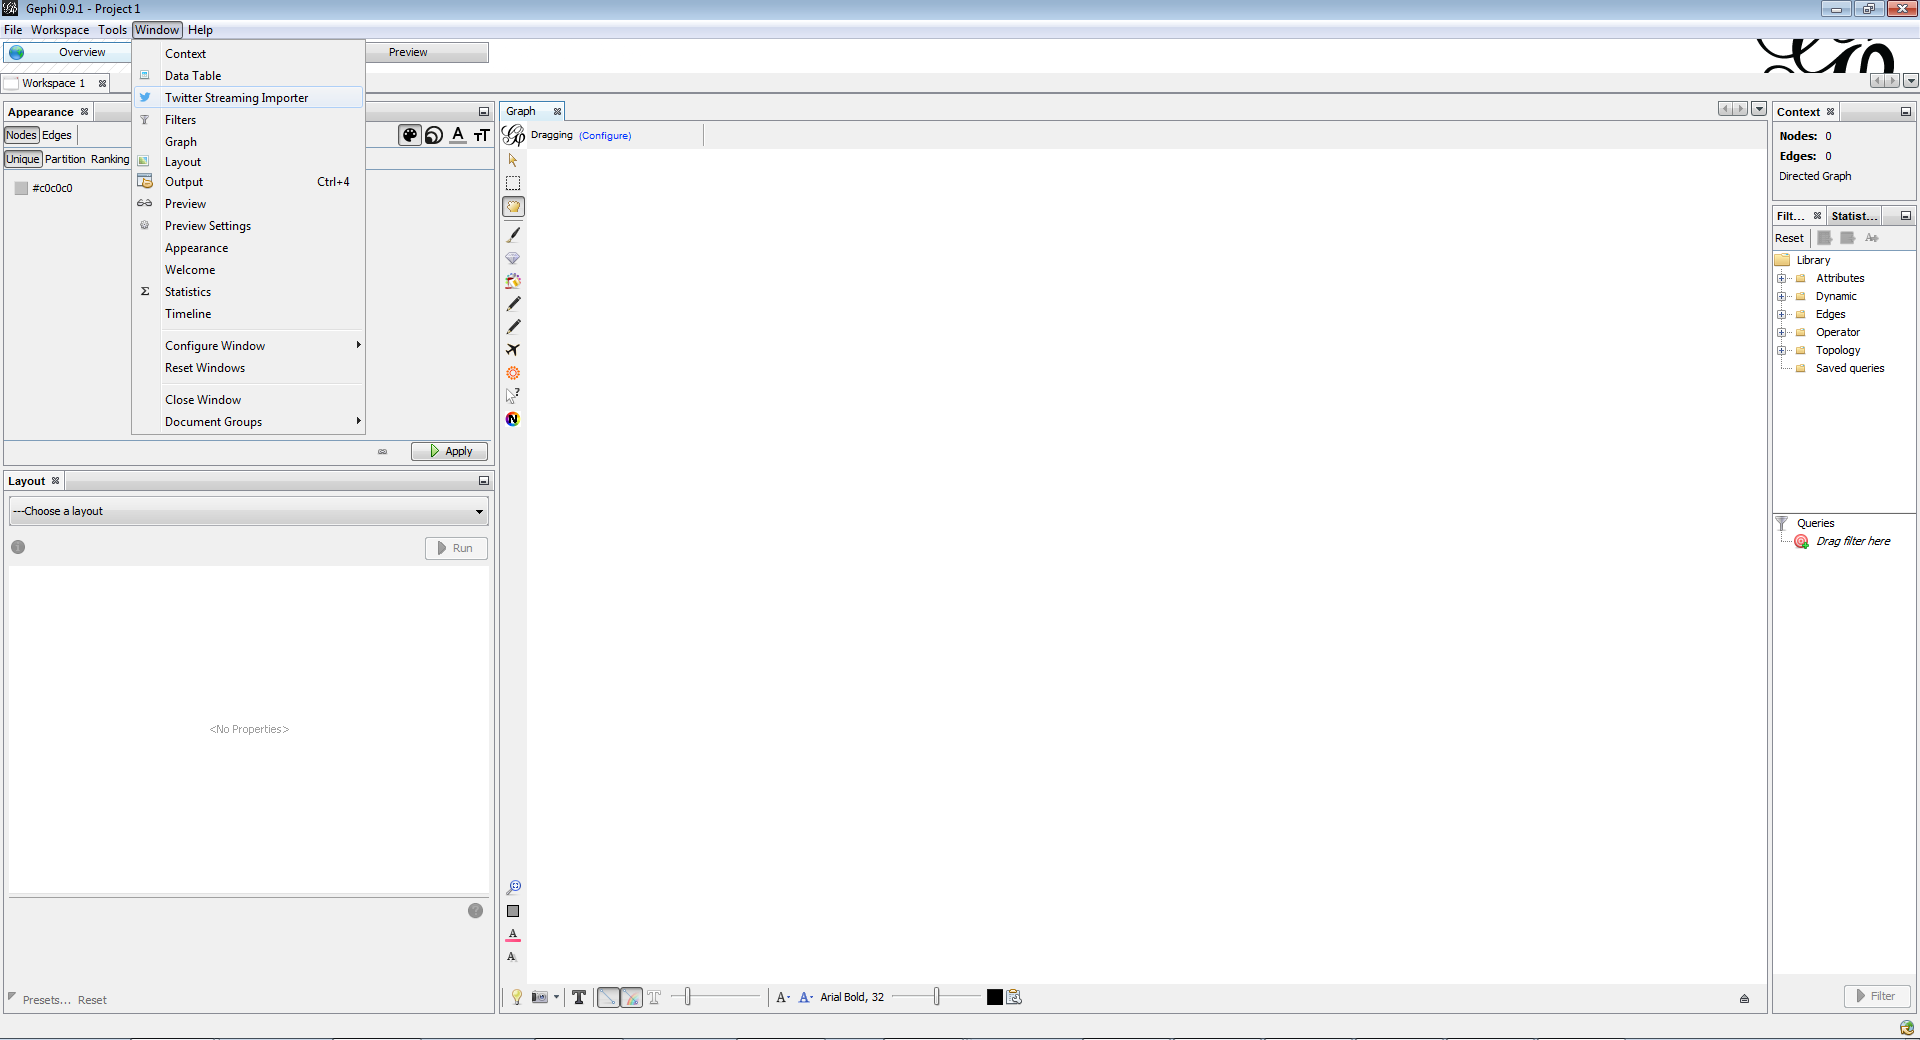 Gephi 0.9.1 - Project 1
File Workspace Tools Window Help
Overview
Preview
Workspace 1
Context
Data Table
Twitter Streaming Importer
Filters
Graph
Layout
Output Ctrl+4
Preview
Preview Settings
Appearance
Welcome
Statistics
Timeline
Configure Window
Reset Windows
Close Window
Document Groups
Appearance
Nodes Edges
Unique Partition Ranking
#c0c0c0
Apply
Layout
---Choose a layout
Run
<No Properties>
Presets... Reset
Graph
Dragging (Configure)
Arial Bold, 32
Context
Nodes: 0
Edges: 0
Directed Graph
Filt... Statist...
Reset
Library
Attributes
Dynamic
Edges
Operator
Topology
Saved queries
Queries
Drag filter here
Filter